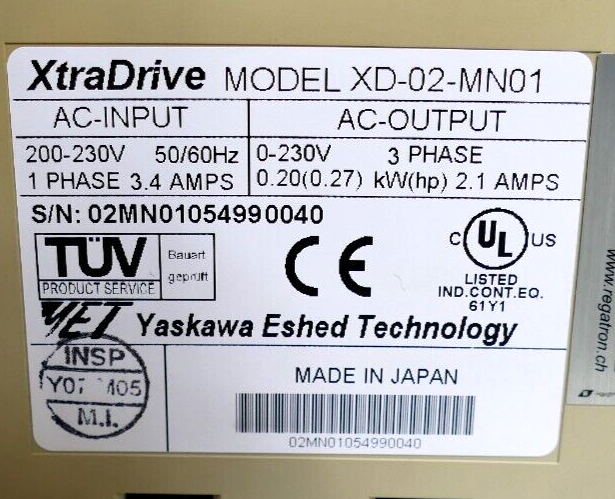 XtraDrive MODEL XD-02-MN01
AC-INPUT
AC-OUTPUT
200-230V 50/60Hz
0-230V 3 PHASE
1 PHASE 3.4 AMPS
0.20(0.27) kW(hp) 2.1 AMPS
S/N: 02MN01054990040
TÜV
PRODUCT SERVICE
Bauart
geprüft
CE
C UL US
LISTED
IND.CONT.EQ.
61Y1
YET Yaskawa Eshed Technology
INSP
M.I.
MADE IN JAPAN
02MN01054990040
www.regatron.ch